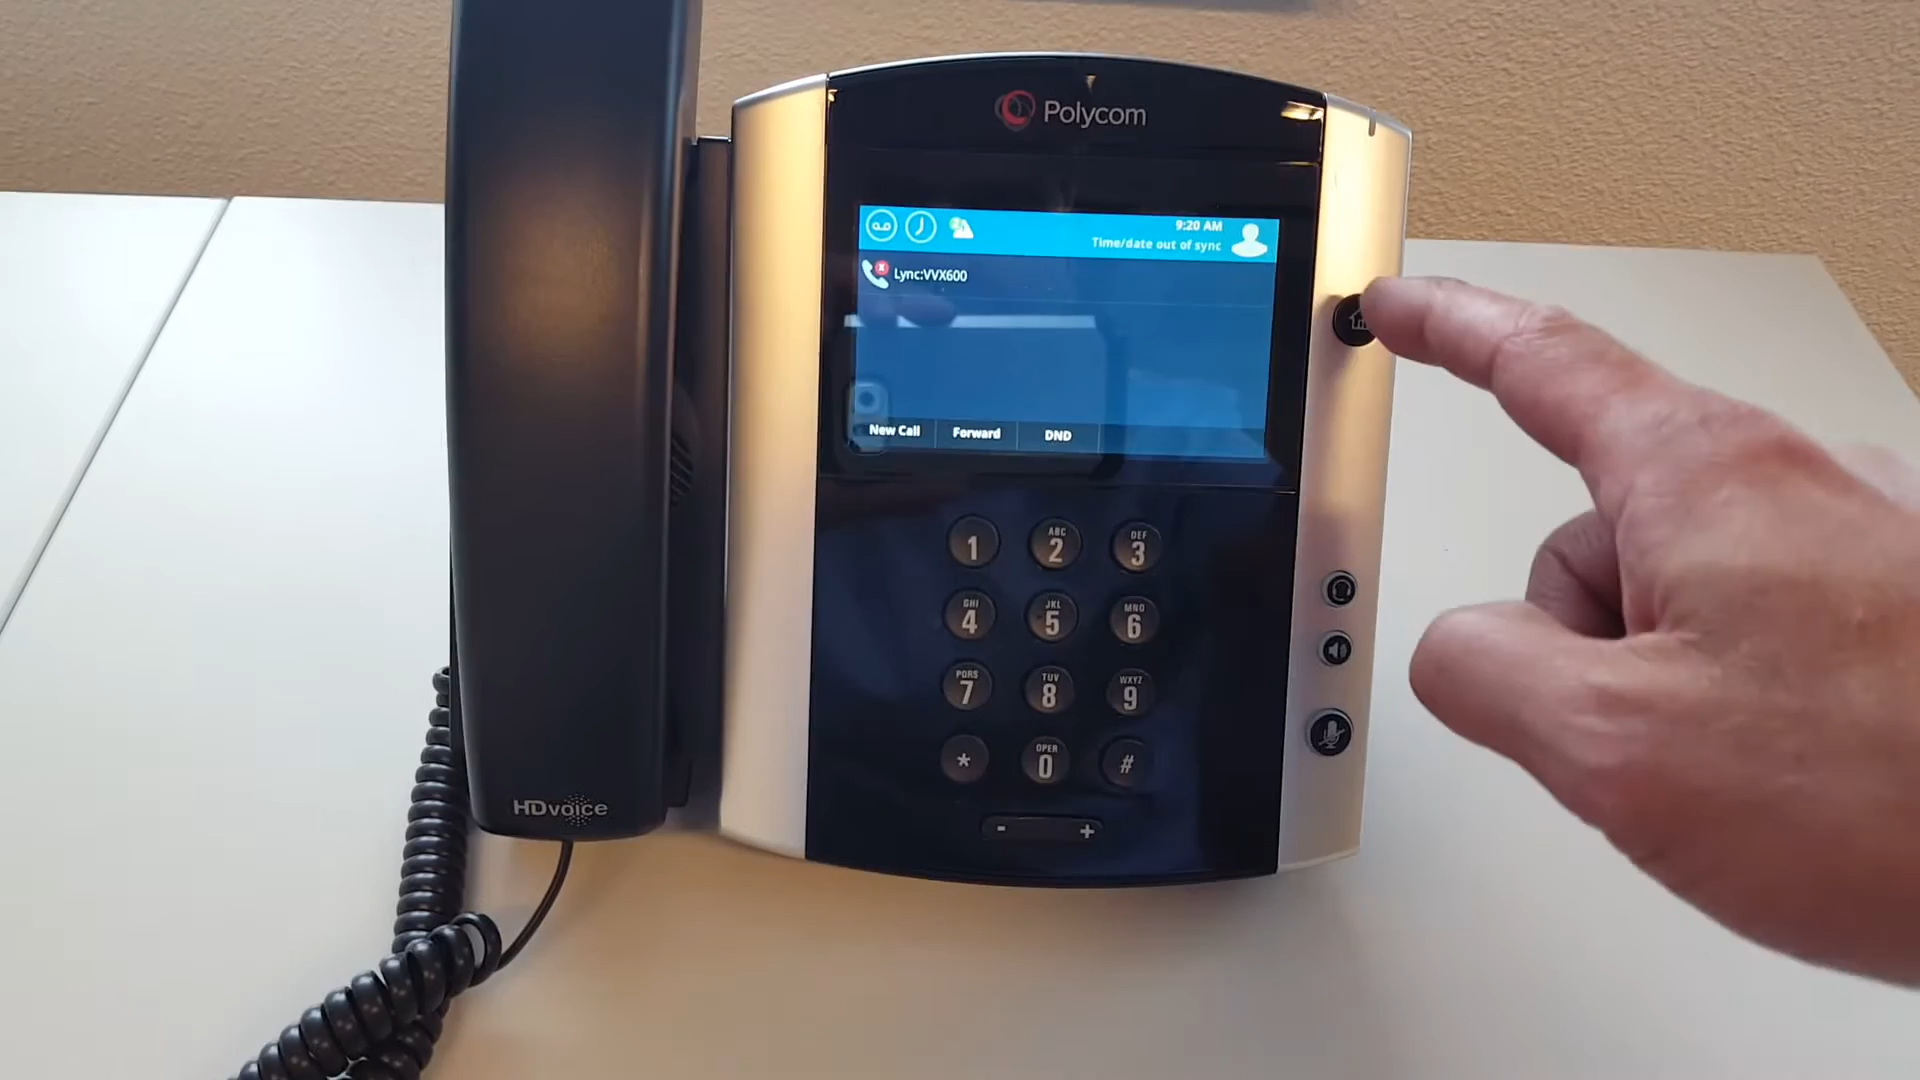 Polycom
9:20 AM
Time/date out of sync
Lync:VVX600
New Call Forward DND
1 ABC 2 DEF 3
GHI 4 JKL 5 MNO 6
PQRS 7 TUV 8 WXYZ 9
* OPER 0 #
- +
HDvoice